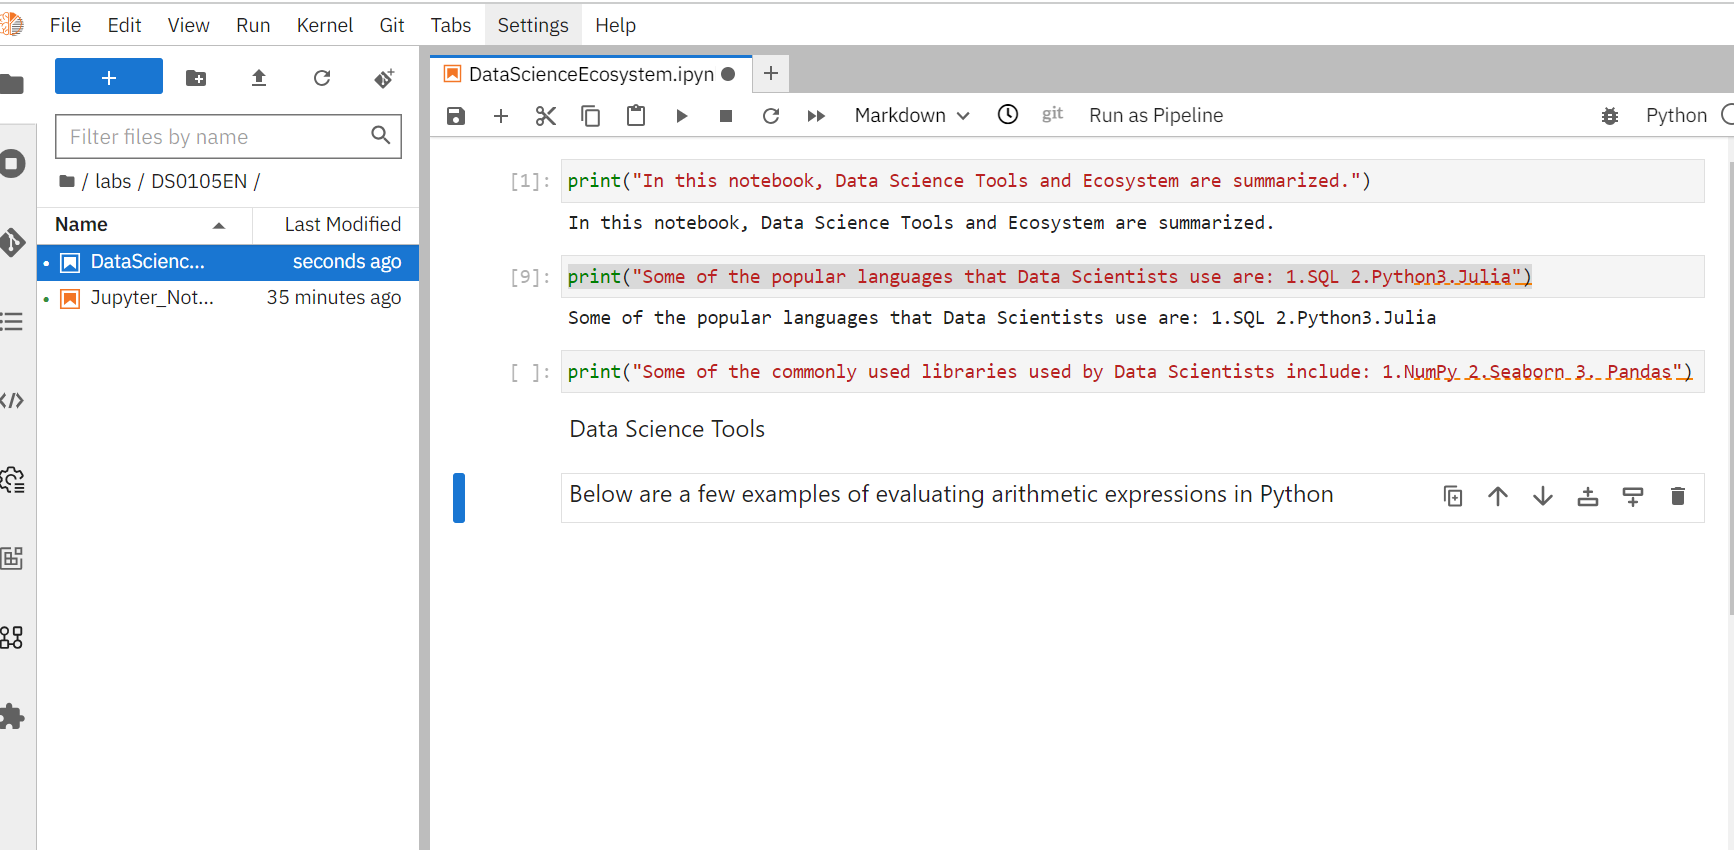 File Edit View Run Kernel Git Tabs Settings Help
+
Filter files by name
/ labs / DS0105EN /
Name Last Modified
DataScienc... seconds ago
Jupyter_Not... 35 minutes ago
DataScienceEcosystem.ipyn
Markdown git Run as Pipeline Python
[1]: print("In this notebook, Data Science Tools and Ecosystem are summarized.")
In this notebook, Data Science Tools and Ecosystem are summarized.
[9]: print("Some of the popular languages that Data Scientists use are: 1.SQL 2.Python3.Julia")
Some of the popular languages that Data Scientists use are: 1.SQL 2.Python3.Julia
[ ]: print("Some of the commonly used libraries used by Data Scientists include: 1.NumPy 2.Seaborn 3. Pandas")
Data Science Tools
Below are a few examples of evaluating arithmetic expressions in Python